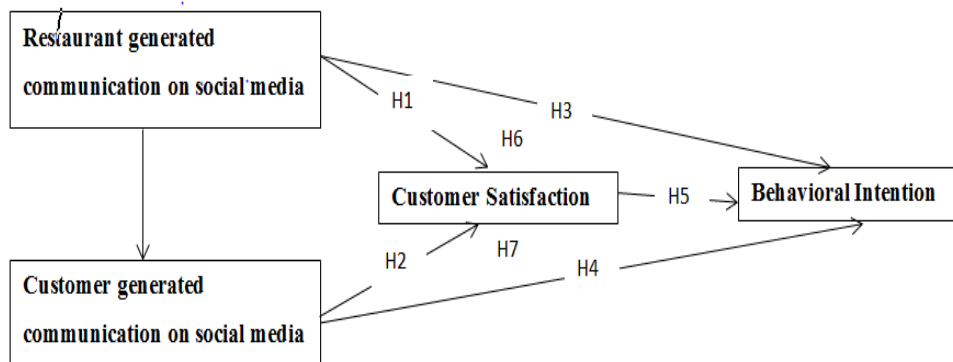 Restaurant generated
communication on social media
H1
H3
H6
Customer Satisfaction
H5
Behavioral Intention
H2
H7
H4
Customer generated
communication on social media